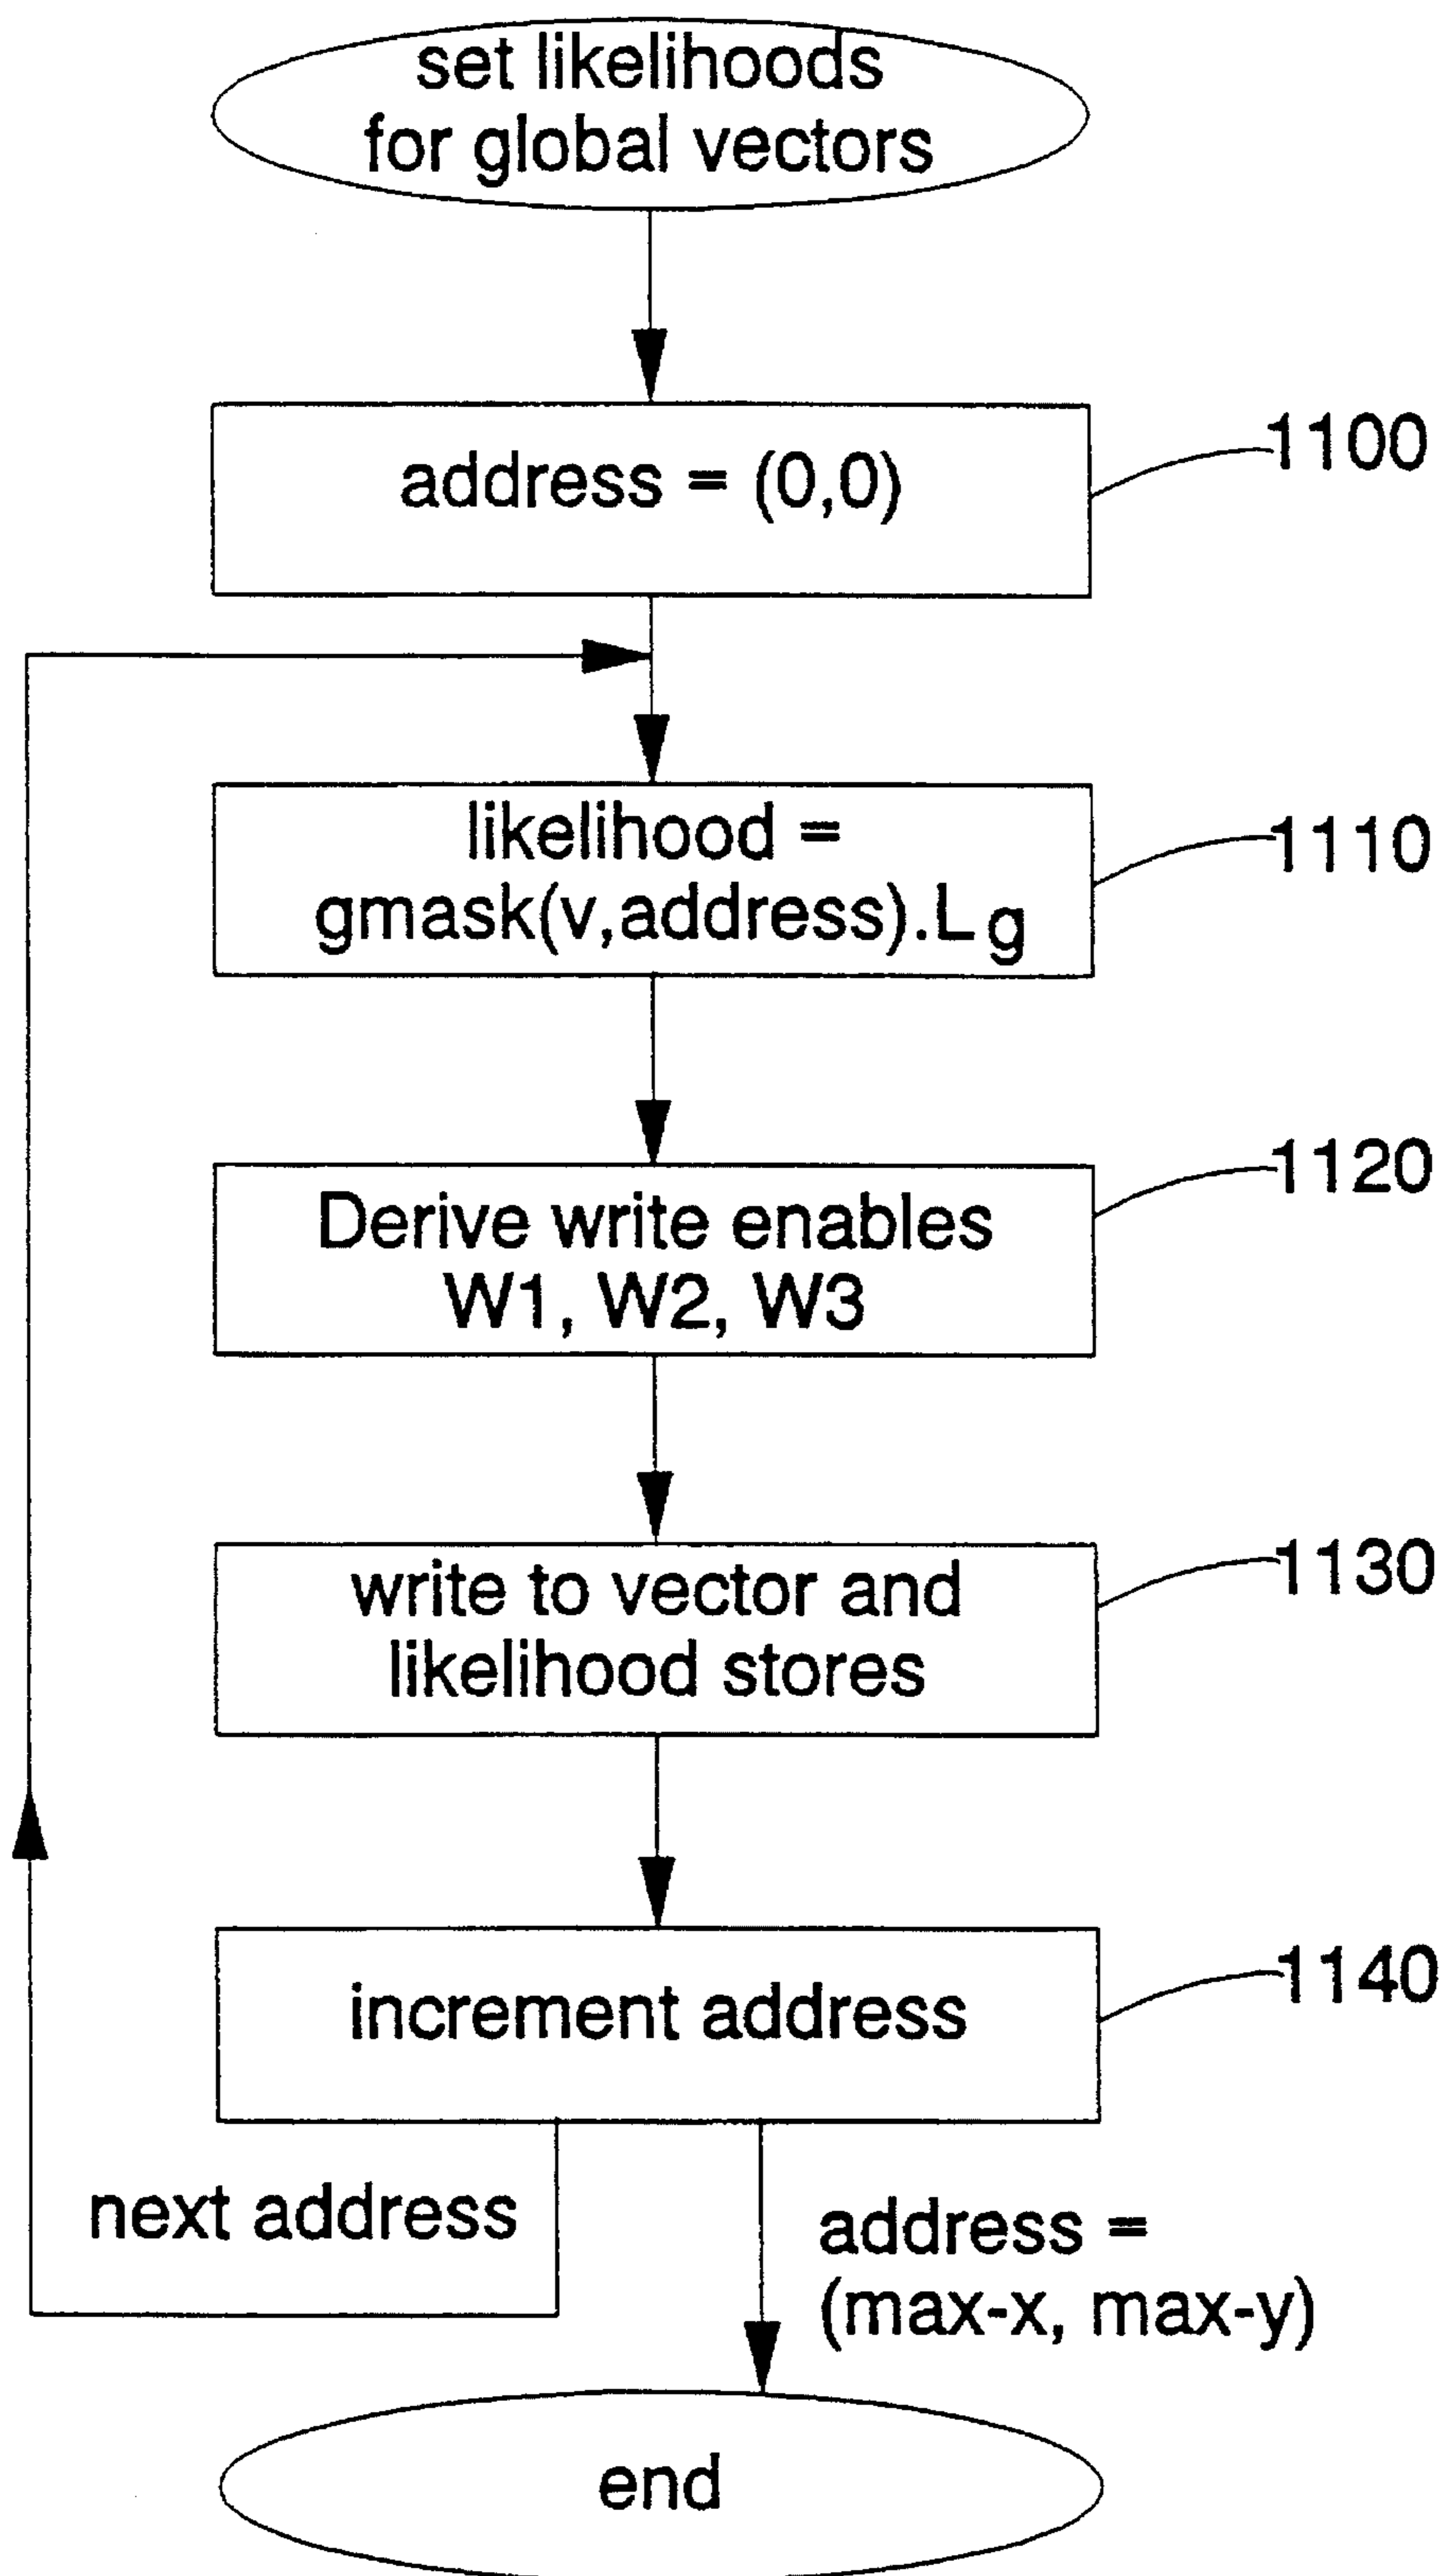 set likelihoods
for global vectors
address = (0,0)
1100
likelihood =
gmask(v,address).Lg
1110
Derive write enables
W1, W2, W3
1120
write to vector and
likelihood stores
1130
increment address
1140
next address
address =
(max-x, max-y)
end